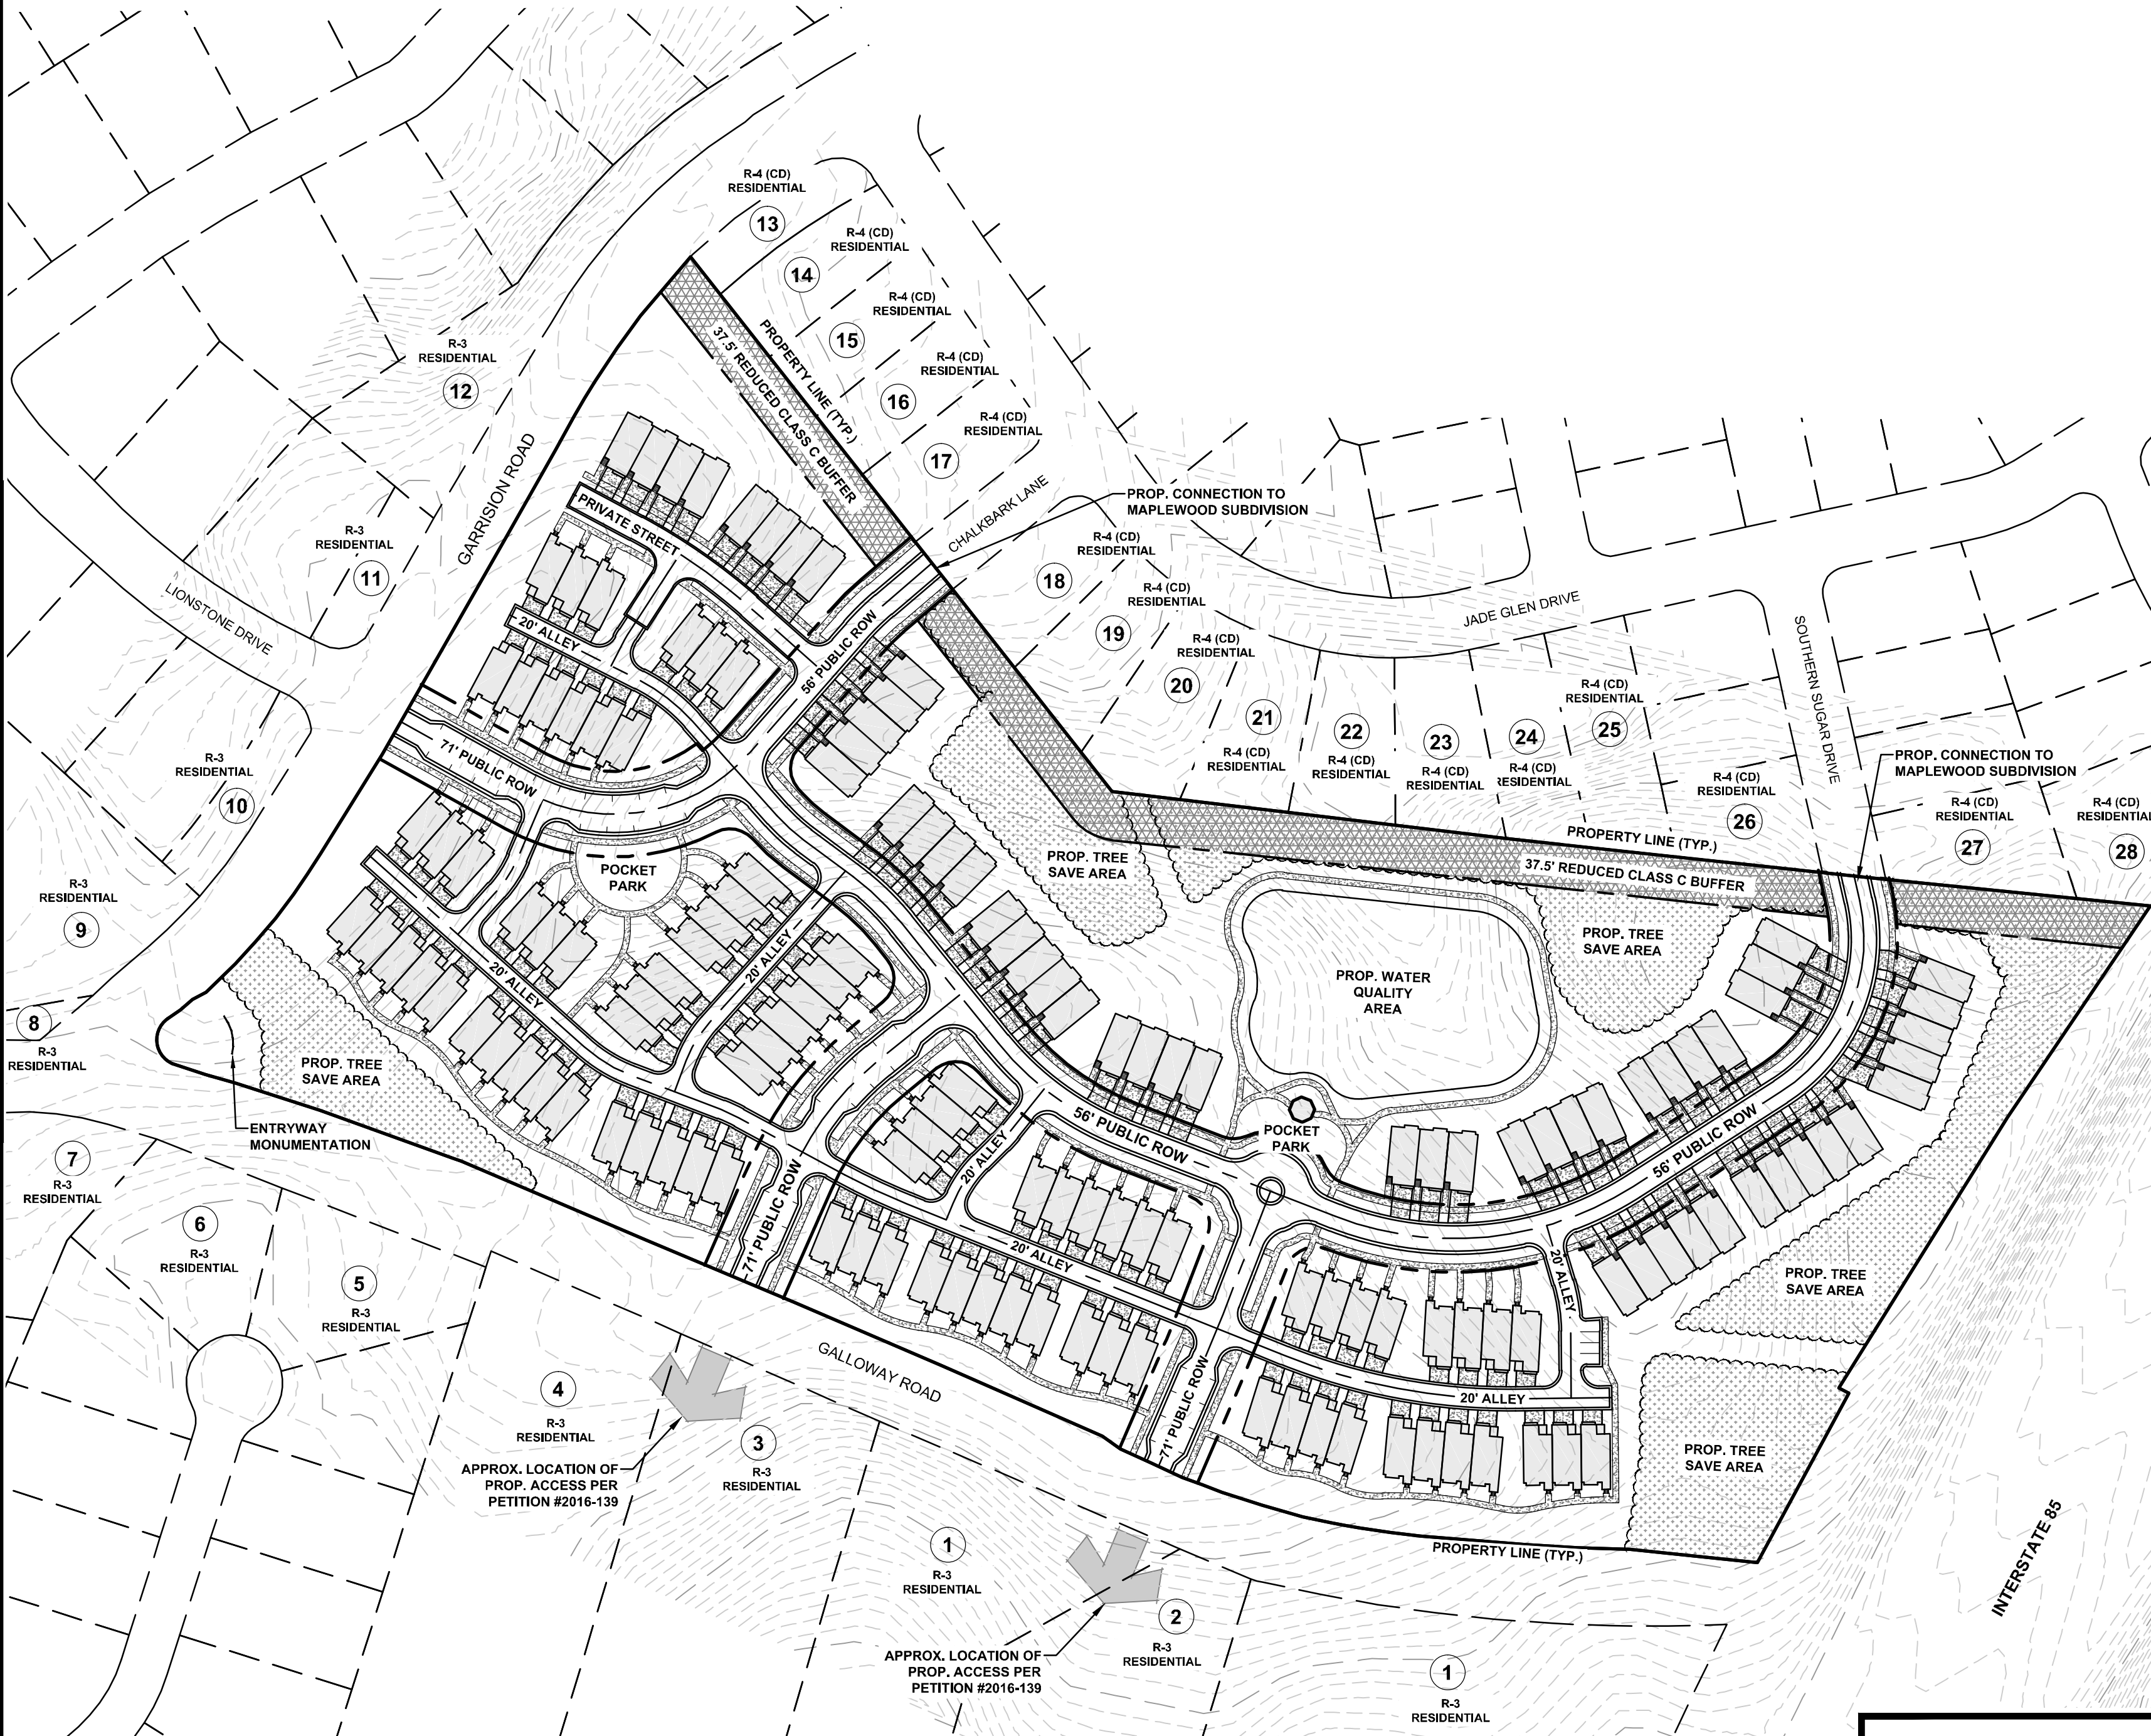 R-4 (CD)
RESIDENTIAL
13
R-4 (CD)
RESIDENTIAL
14
R-4 (CD)
RESIDENTIAL
15
R-4 (CD)
RESIDENTIAL
16
R-4 (CD)
RESIDENTIAL
17
PROPERTY LINE (TYP.)
37.5' REDUCED CLASS C BUFFER
R-3
RESIDENTIAL
12
GARRISION ROAD
R-3
RESIDENTIAL
11
LIONSTONE DRIVE
PRIVATE STREET
CHALKBARK LANE
PROP. CONNECTION TO
MAPLEWOOD SUBDIVISION
R-4 (CD)
RESIDENTIAL
18
R-4 (CD)
RESIDENTIAL
19
R-4 (CD)
RESIDENTIAL
20
21
R-4 (CD)
RESIDENTIAL
22
R-4 (CD)
RESIDENTIAL
23
R-4 (CD)
RESIDENTIAL
24
R-4 (CD)
RESIDENTIAL
R-4 (CD)
RESIDENTIAL
25
R-4 (CD)
RESIDENTIAL
26
JADE GLEN DRIVE
SOUTHERN SUGAR DRIVE
PROP. CONNECTION TO
MAPLEWOOD SUBDIVISION
R-4 (CD)
RESIDENTIAL
27
R-4 (CD)
RESIDENTIAL
28
20' ALLEY
56' PUBLIC ROW
71' PUBLIC ROW
R-3
RESIDENTIAL
10
R-3
RESIDENTIAL
9
8
R-3
RESIDENTIAL
POCKET
PARK
PROP. TREE
SAVE AREA
PROPERTY LINE (TYP.)
37.5' REDUCED CLASS C BUFFER
PROP. TREE
SAVE AREA
PROP. WATER
QUALITY
AREA
20' ALLEY
20' ALLEY
PROP. TREE
SAVE AREA
ENTRYWAY
MONUMENTATION
7
R-3
RESIDENTIAL
6
R-3
RESIDENTIAL
5
R-3
RESIDENTIAL
56' PUBLIC ROW
POCKET
PARK
56' PUBLIC ROW
20' ALLEY
71' PUBLIC ROW
20' ALLEY
20' ALLEY
PROP. TREE
SAVE AREA
GALLOWAY ROAD
71' PUBLIC ROW
20' ALLEY
PROP. TREE
SAVE AREA
4
R-3
RESIDENTIAL
3
R-3
RESIDENTIAL
APPROX. LOCATION OF
PROP. ACCESS PER
PETITION #2016-139
1
R-3
RESIDENTIAL
PROPERTY LINE (TYP.)
INTERSTATE 85
2
R-3
RESIDENTIAL
APPROX. LOCATION OF
PROP. ACCESS PER
PETITION #2016-139
1
R-3
RESIDENTIAL